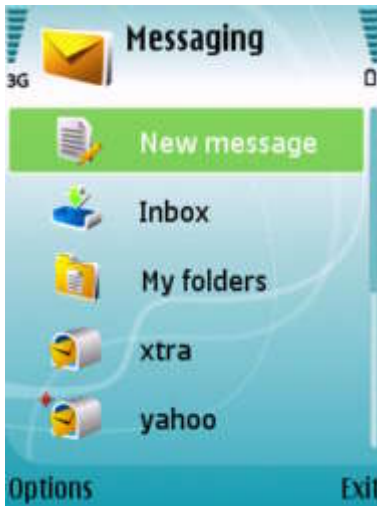 Messaging
3G
New message
Inbox
My folders
xtra
yahoo
Options Exit